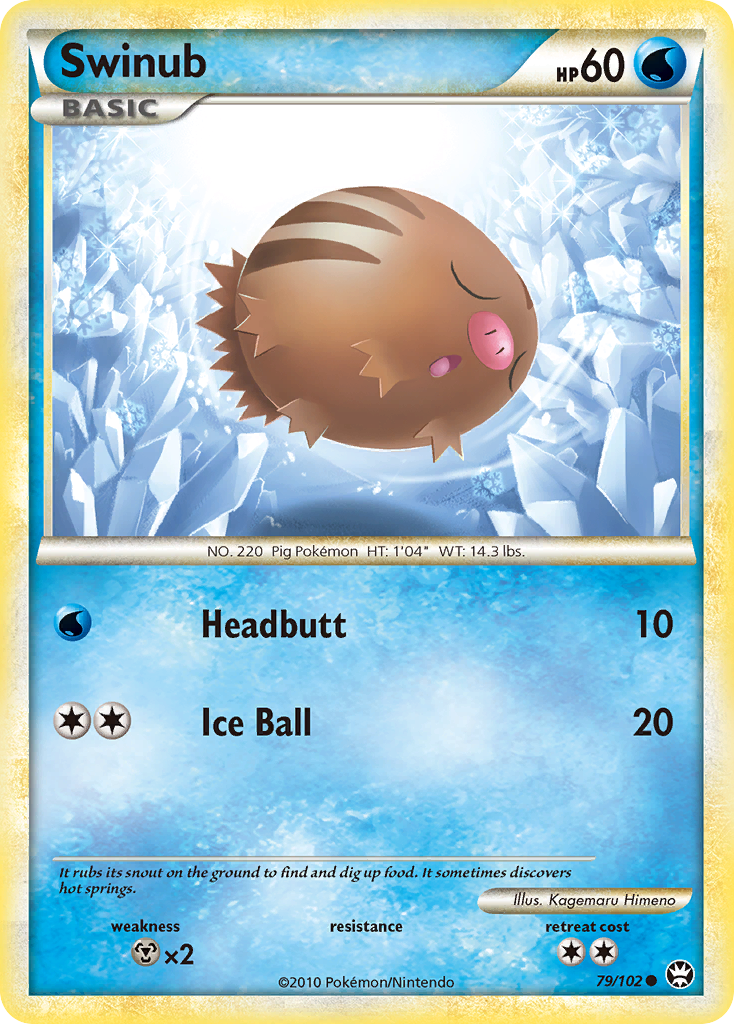 Swinub
HP60
BASIC
NO. 220 Pig Pokémon HT: 1'04" WT: 14.3 lbs.
Headbutt 10
Ice Ball 20
It rubs its snout on the ground to find and dig up food. It sometimes discovers
hot springs.
Illus. Kagemaru Himeno
weakness resistance retreat cost
×2
©2010 Pokémon/Nintendo 79/102